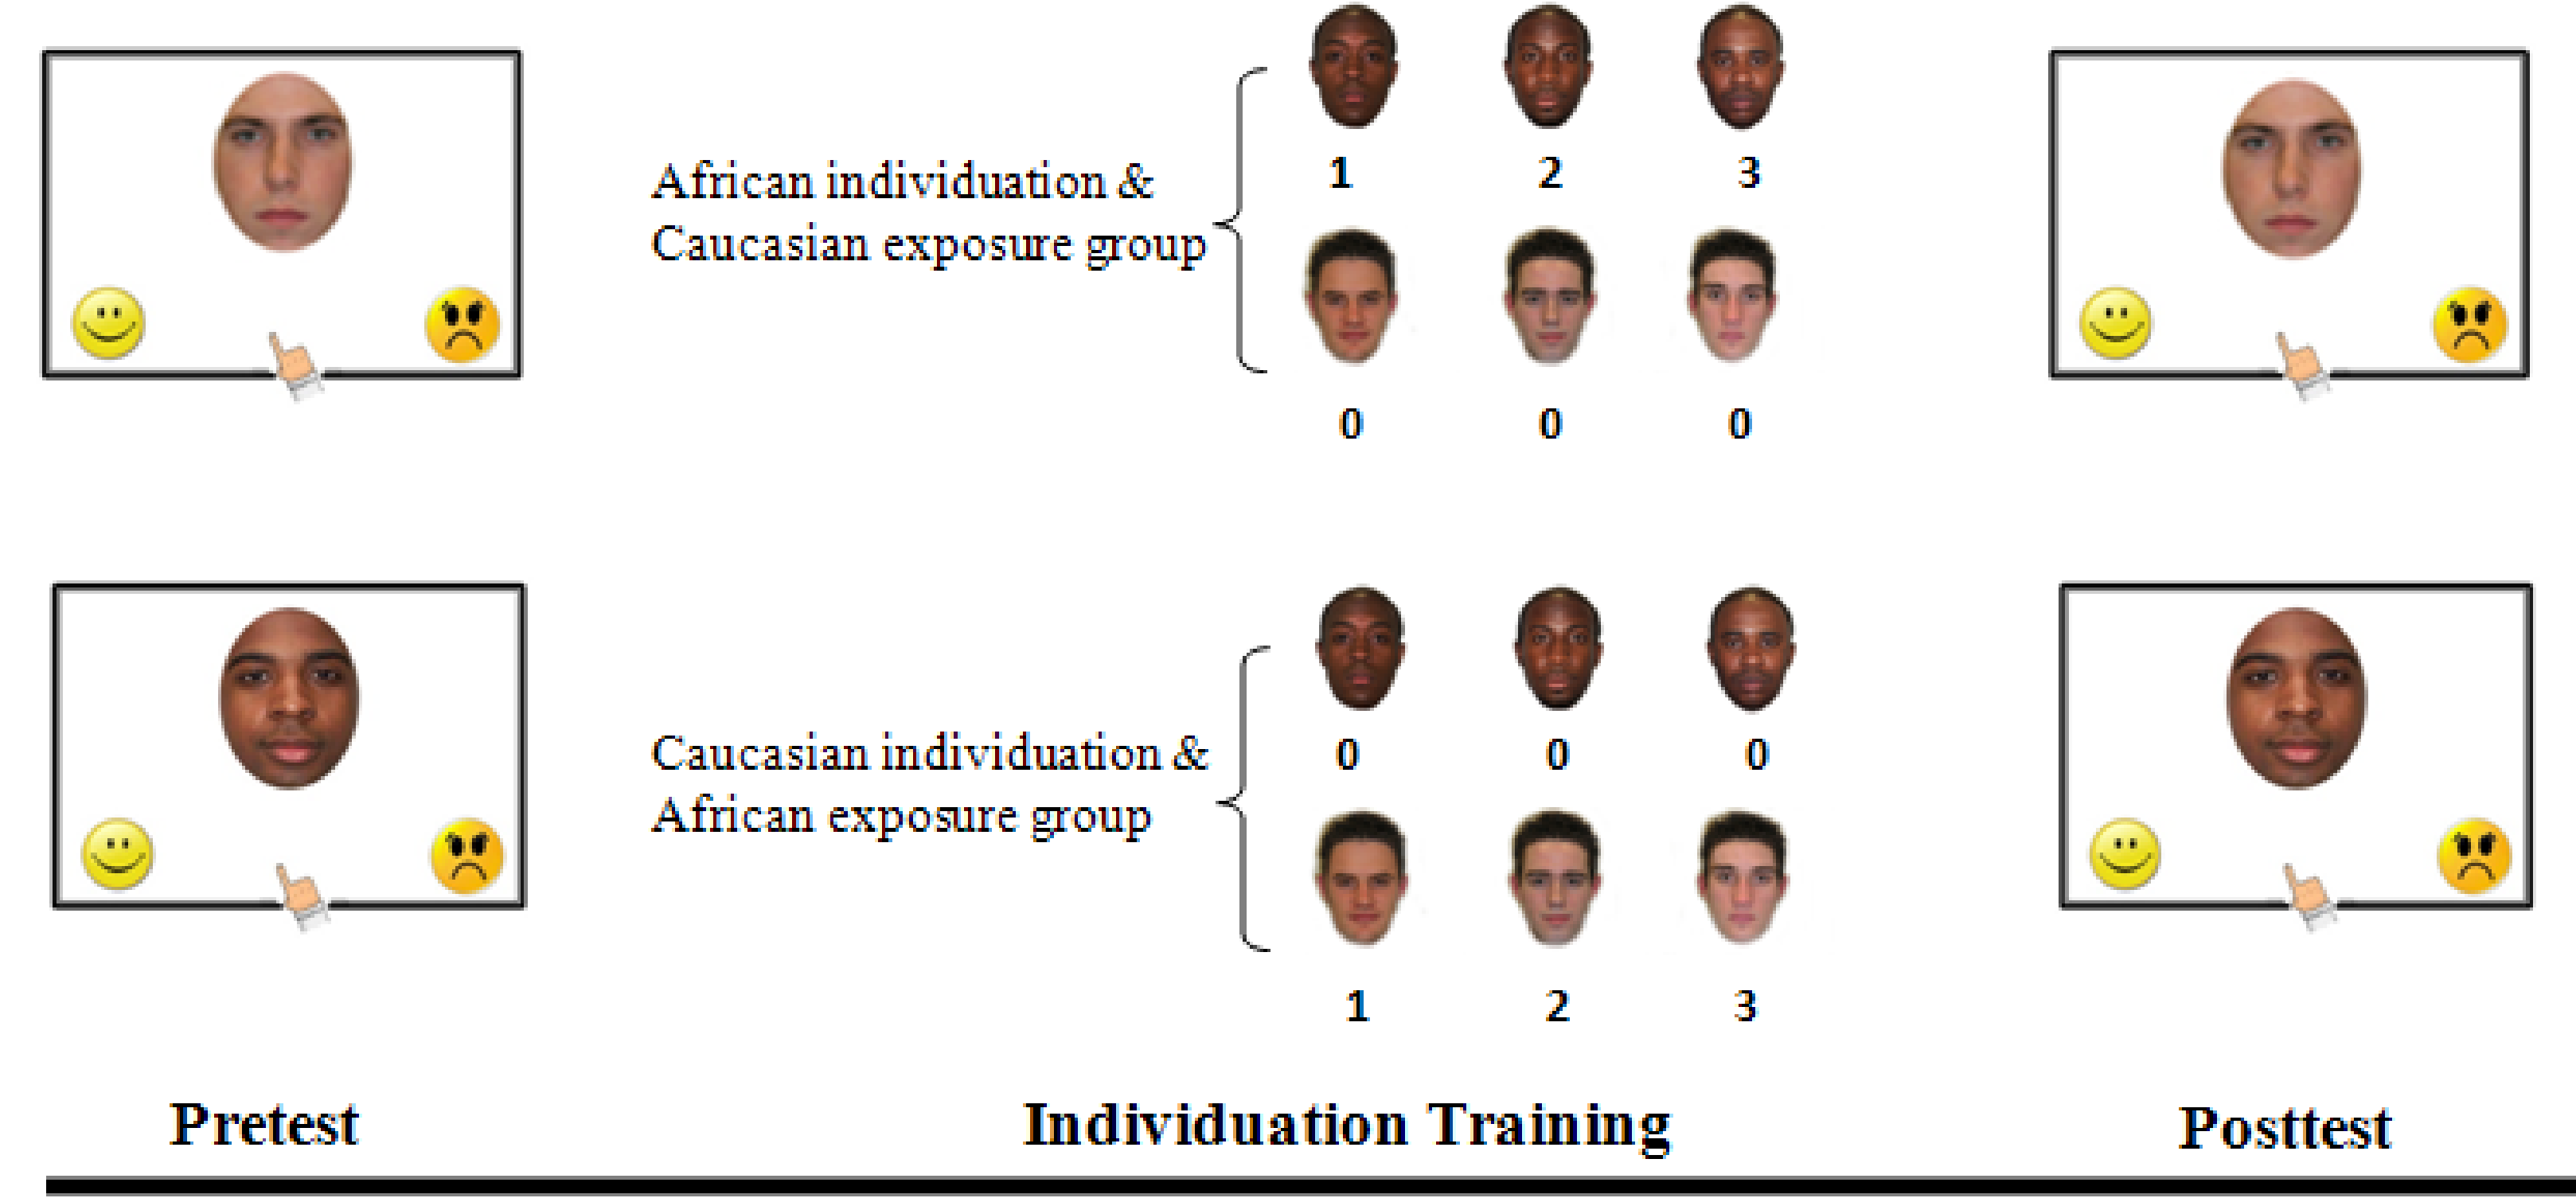 African individuation &
Caucasian exposure group
1 2 3
0 0 0
Caucasian individuation &
African exposure group
0 0 0
1 2 3
Pretest
Individuation Training
Posttest